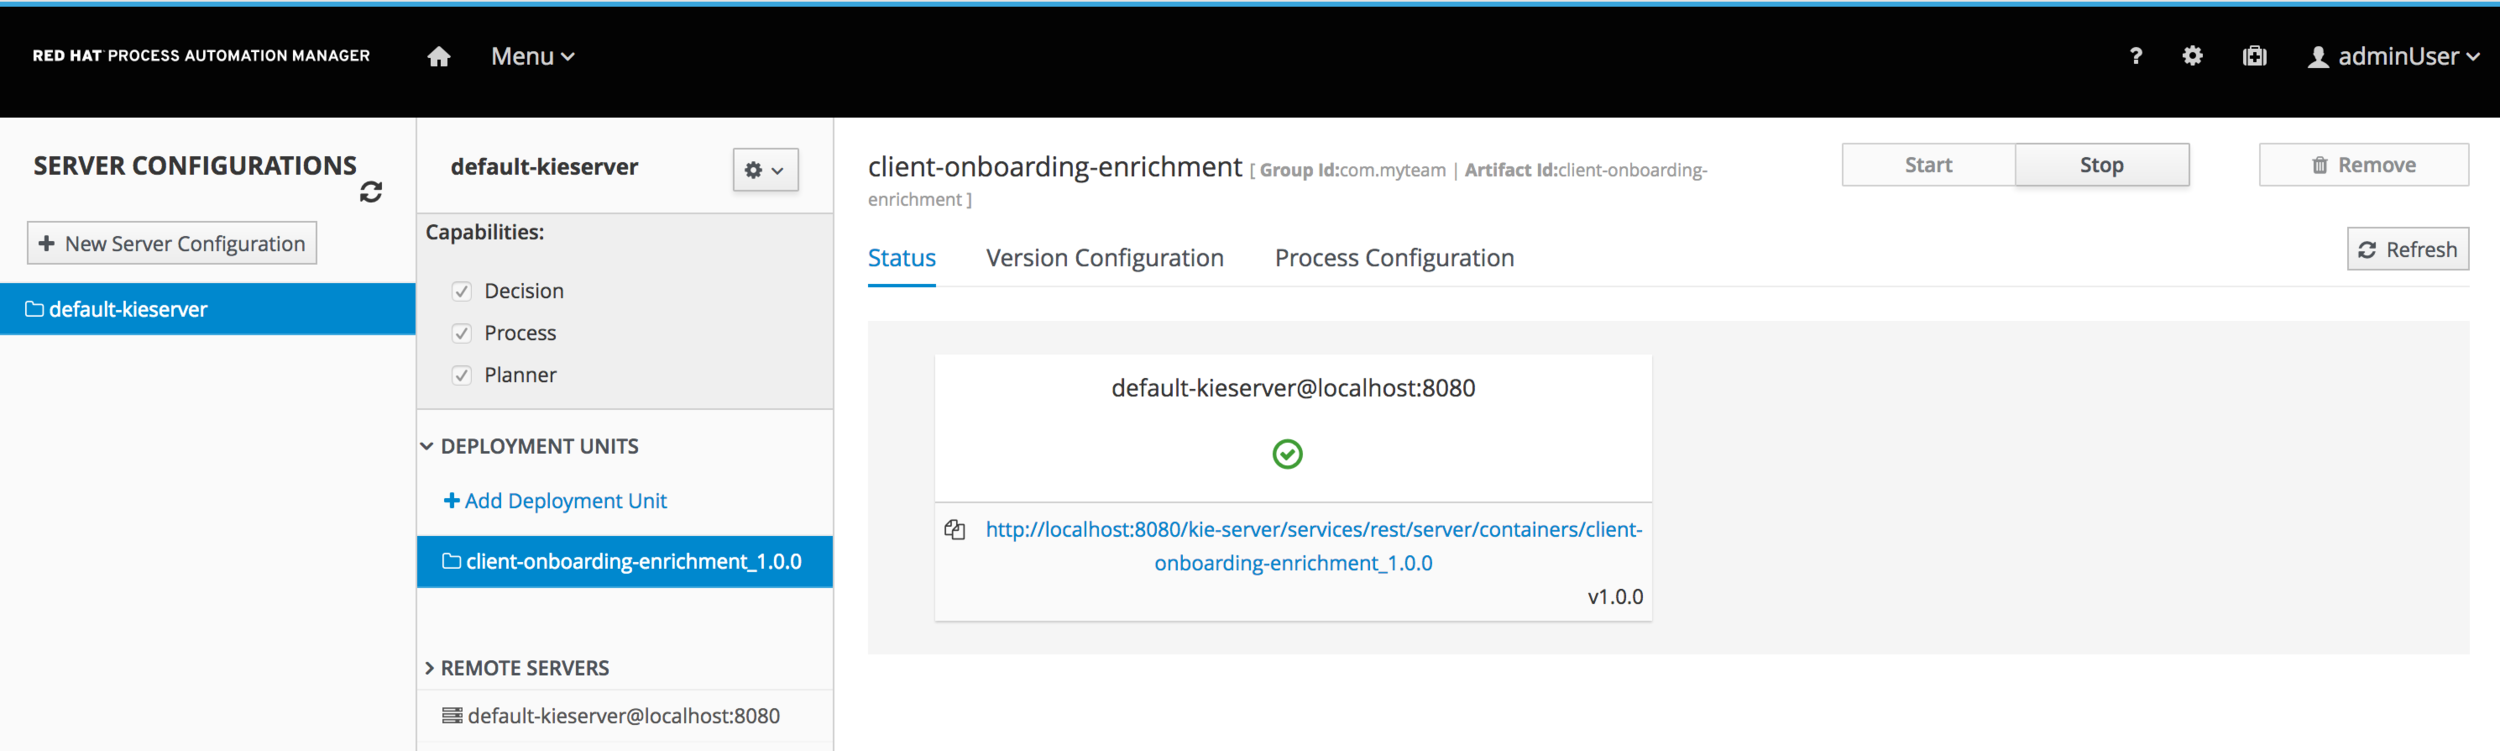 RED HAT PROCESS AUTOMATION MANAGER
Menu
? adminUser
SERVER CONFIGURATIONS
New Server Configuration
default-kieserver
default-kieserver
Capabilities:
Decision
Process
Planner
DEPLOYMENT UNITS
Add Deployment Unit
client-onboarding-enrichment_1.0.0
REMOTE SERVERS
default-kieserver@localhost:8080
client-onboarding-enrichment [ Group Id:com.myteam | Artifact Id:client-onboarding-
enrichment ]
Start Stop Remove
Status Version Configuration Process Configuration
Refresh
default-kieserver@localhost:8080
http://localhost:8080/kie-server/services/rest/server/containers/client-
onboarding-enrichment_1.0.0
v1.0.0